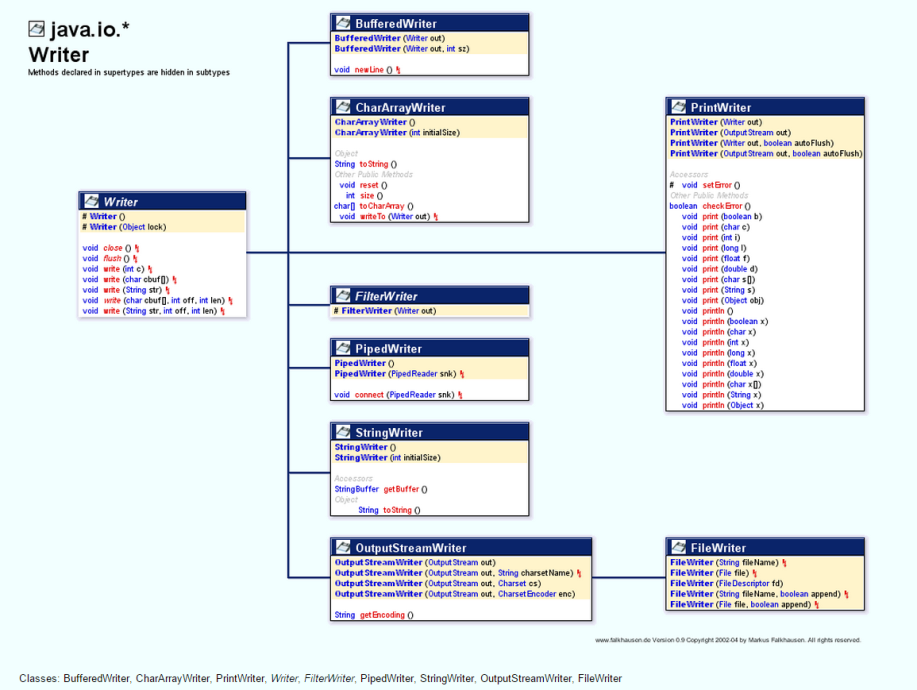 java.io.*
Writer
Methods declared in supertypes are hidden in subtypes
BufferedWriter
BufferedWriter (Writer out)
BufferedWriter (Writer out, int sz)
void newLine ()
CharArrayWriter
CharArrayWriter ()
CharArrayWriter (int initialSize)
Object
String toString ()
Other Public Methods
void reset ()
int size ()
char[] toCharArray ()
void writeTo (Writer out)
PrintWriter
PrintWriter (Writer out)
PrintWriter (OutputStream out)
PrintWriter (Writer out, boolean autoFlush)
PrintWriter (OutputStream out, boolean autoFlush)
Accessors
# void setError ()
Other Public Methods
boolean checkError ()
void print (boolean b)
void print (char c)
void print (int i)
void print (long l)
void print (float f)
void print (double d)
void print (char s[])
void print (String s)
void print (Object obj)
void println ()
void println (boolean x)
void println (char x)
void println (int x)
void println (long x)
void println (float x)
void println (double x)
void println (char x[])
void println (String x)
void println (Object x)
Writer
# Writer ()
# Writer (Object lock)
void close ()
void flush ()
void write (int c)
void write (char cbuf[])
void write (String str)
void write (char cbuf[], int off, int len)
void write (String str, int off, int len)
FilterWriter
# FilterWriter (Writer out)
PipedWriter
PipedWriter ()
PipedWriter (PipedReader snk)
void connect (PipedReader snk)
StringWriter
StringWriter ()
StringWriter (int initialSize)
Accessors
StringBuffer getBuffer ()
Object
String toString ()
OutputStreamWriter
OutputStreamWriter (OutputStream out)
OutputStreamWriter (OutputStream out, String charsetName)
OutputStreamWriter (OutputStream out, Charset cs)
OutputStreamWriter (OutputStream out, CharsetEncoder enc)
String getEncoding ()
FileWriter
FileWriter (String fileName)
FileWriter (File file)
FileWriter (FileDescriptor fd)
FileWriter (String fileName, boolean append)
FileWriter (File file, boolean append)
www.falkhausen.de Version 0.9 Copyright 2002-04 by Markus Falkhausen. All rights reserved.
Classes: BufferedWriter, CharArrayWriter, PrintWriter, Writer, FilterWriter, PipedWriter, StringWriter, OutputStreamWriter, FileWriter